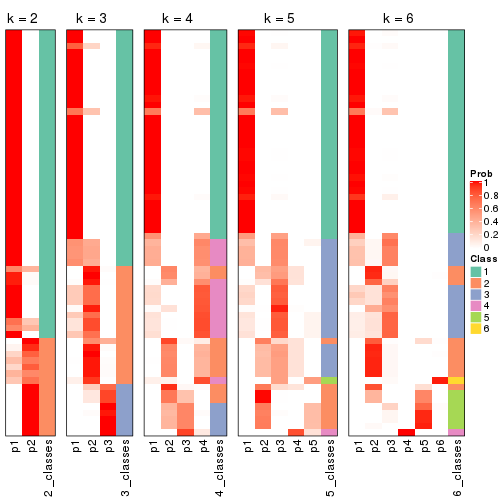 k = 2
k = 3
k = 4
k = 5
k = 6
p1
p2
2_classes
p1
p2
p3
3_classes
p1
p2
p3
p4
4_classes
p1
p2
p3
p4
p5
5_classes
p1
p2
p3
p4
p5
p6
6_classes
Prob
1
0.8
0.6
0.4
0.2
0
Class
1
2
3
4
5
6